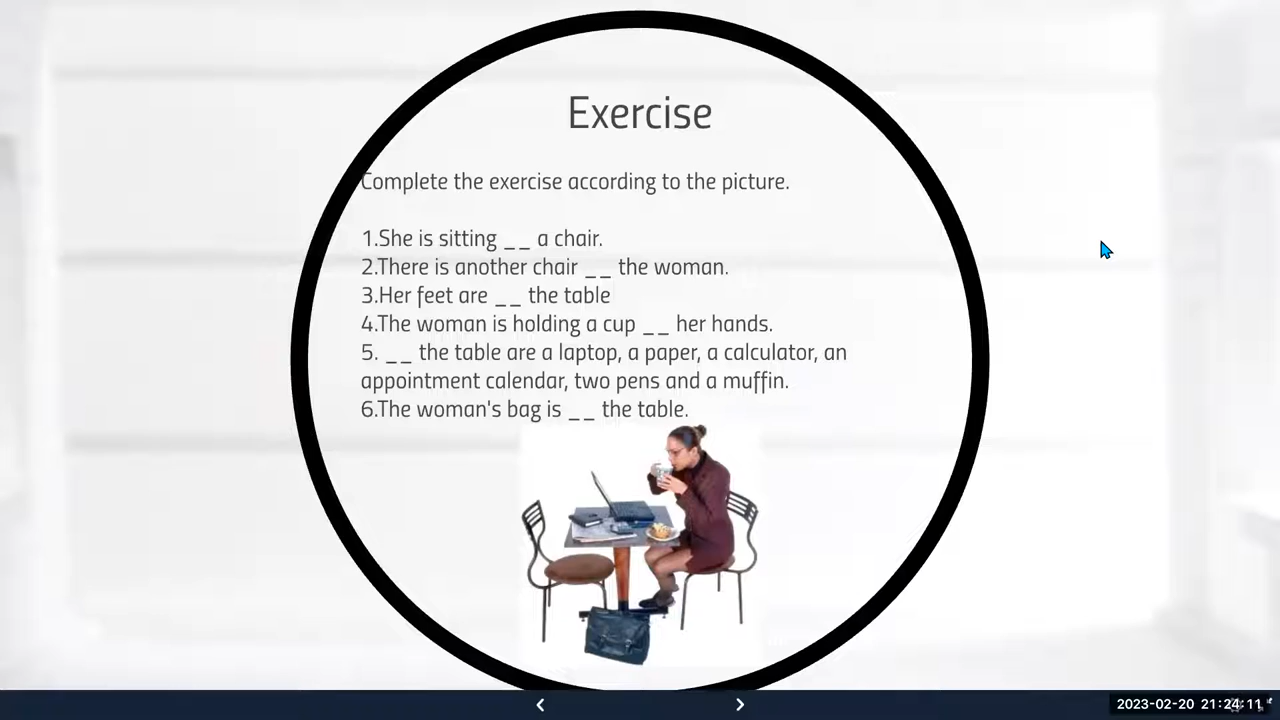 Exercise
Complete the exercise according to the picture.
1.She is sitting __ a chair.
2.There is another chair __ the woman.
3.Her feet are __ the table
4.The woman is holding a cup __ her hands.
5. __ the table are a laptop, a paper, a calculator, an
appointment calendar, two pens and a muffin.
6.The woman's bag is __ the table.
2023-02-20 21:24:11